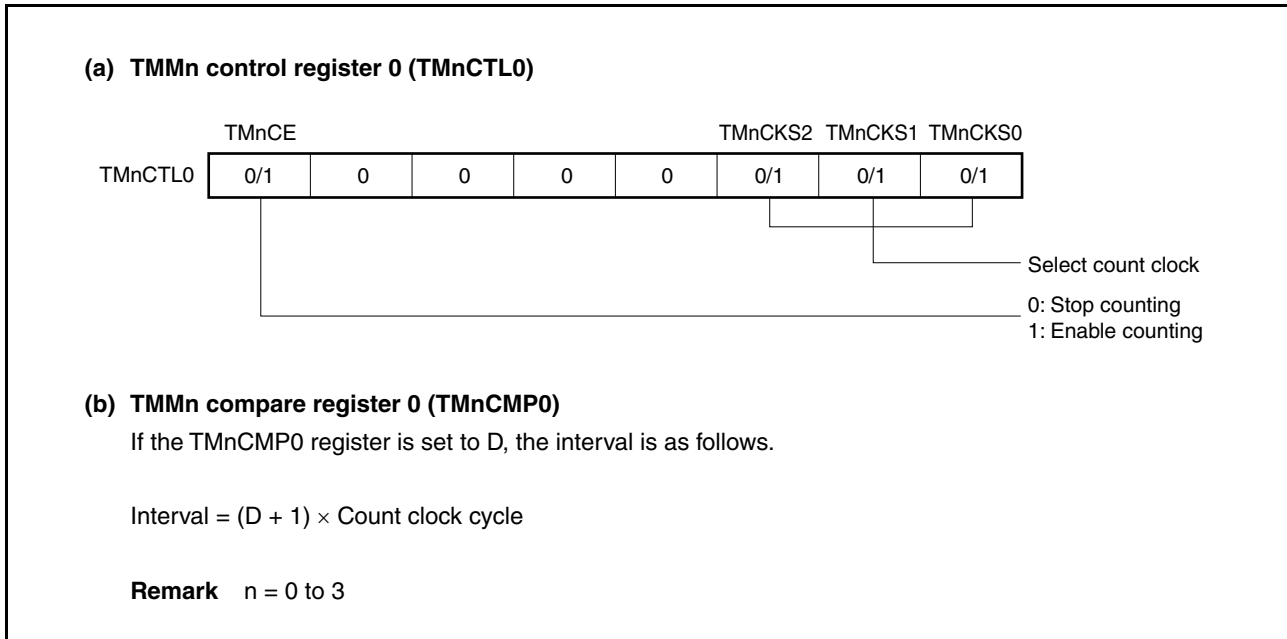 (a) TMMn control register 0 (TMnCTL0)
TMnCE TMnCKS2 TMnCKS1 TMnCKS0
TMnCTL0 0/1 0 0 0 0 0/1 0/1 0/1
Select count clock
0: Stop counting
1: Enable counting
(b) TMMn compare register 0 (TMnCMP0)
If the TMnCMP0 register is set to D, the interval is as follows.
Interval = (D + 1) × Count clock cycle
Remark n = 0 to 3